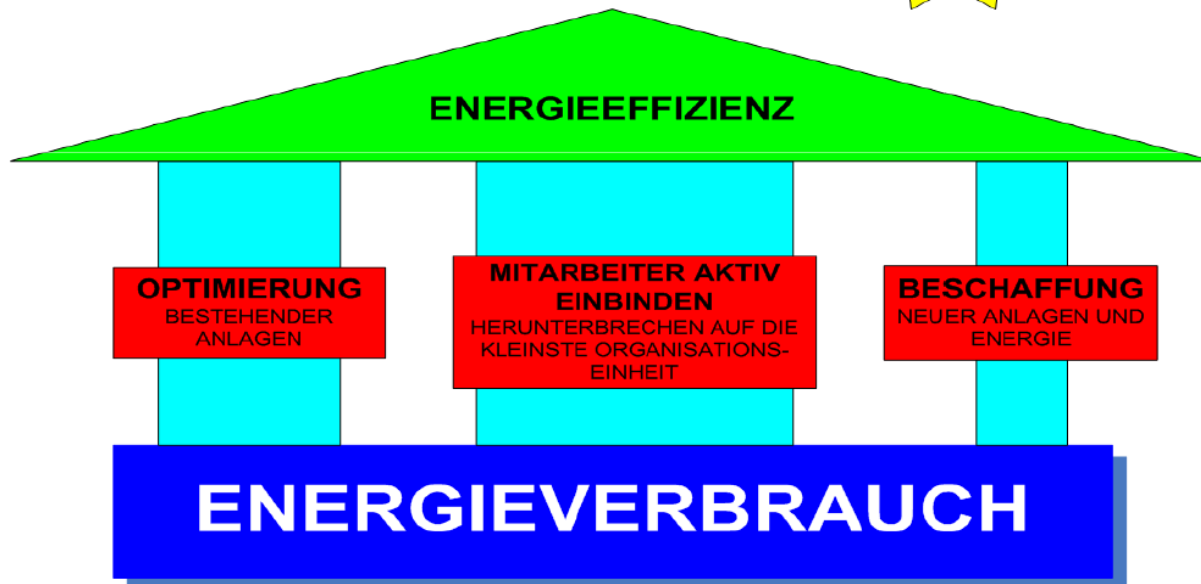 ENERGIEEFFIZIENZ
OPTIMIERUNG
BESTEHENDER
ANLAGEN
MITARBEITER AKTIV
EINBINDEN
HERUNTERBRECHEN AUF DIE
KLEINSTE ORGANISATIONS-
EINHEIT
BESCHAFFUNG
NEUER ANLAGEN UND
ENERGIE
ENERGIEVERBRAUCH